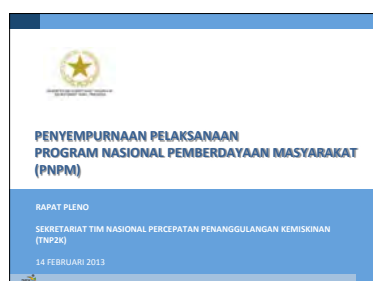 PENYEMPURNAAN PELAKSANAAN
PROGRAM NASIONAL PEMBERDAYAAN MASYARAKAT
(PNPM)
RAPAT PLENO
SEKRETARIAT TIM NASIONAL PERCEPATAN PENANGGULANGAN KEMISKINAN
(TNP2K)
14 FEBRUARI 2013